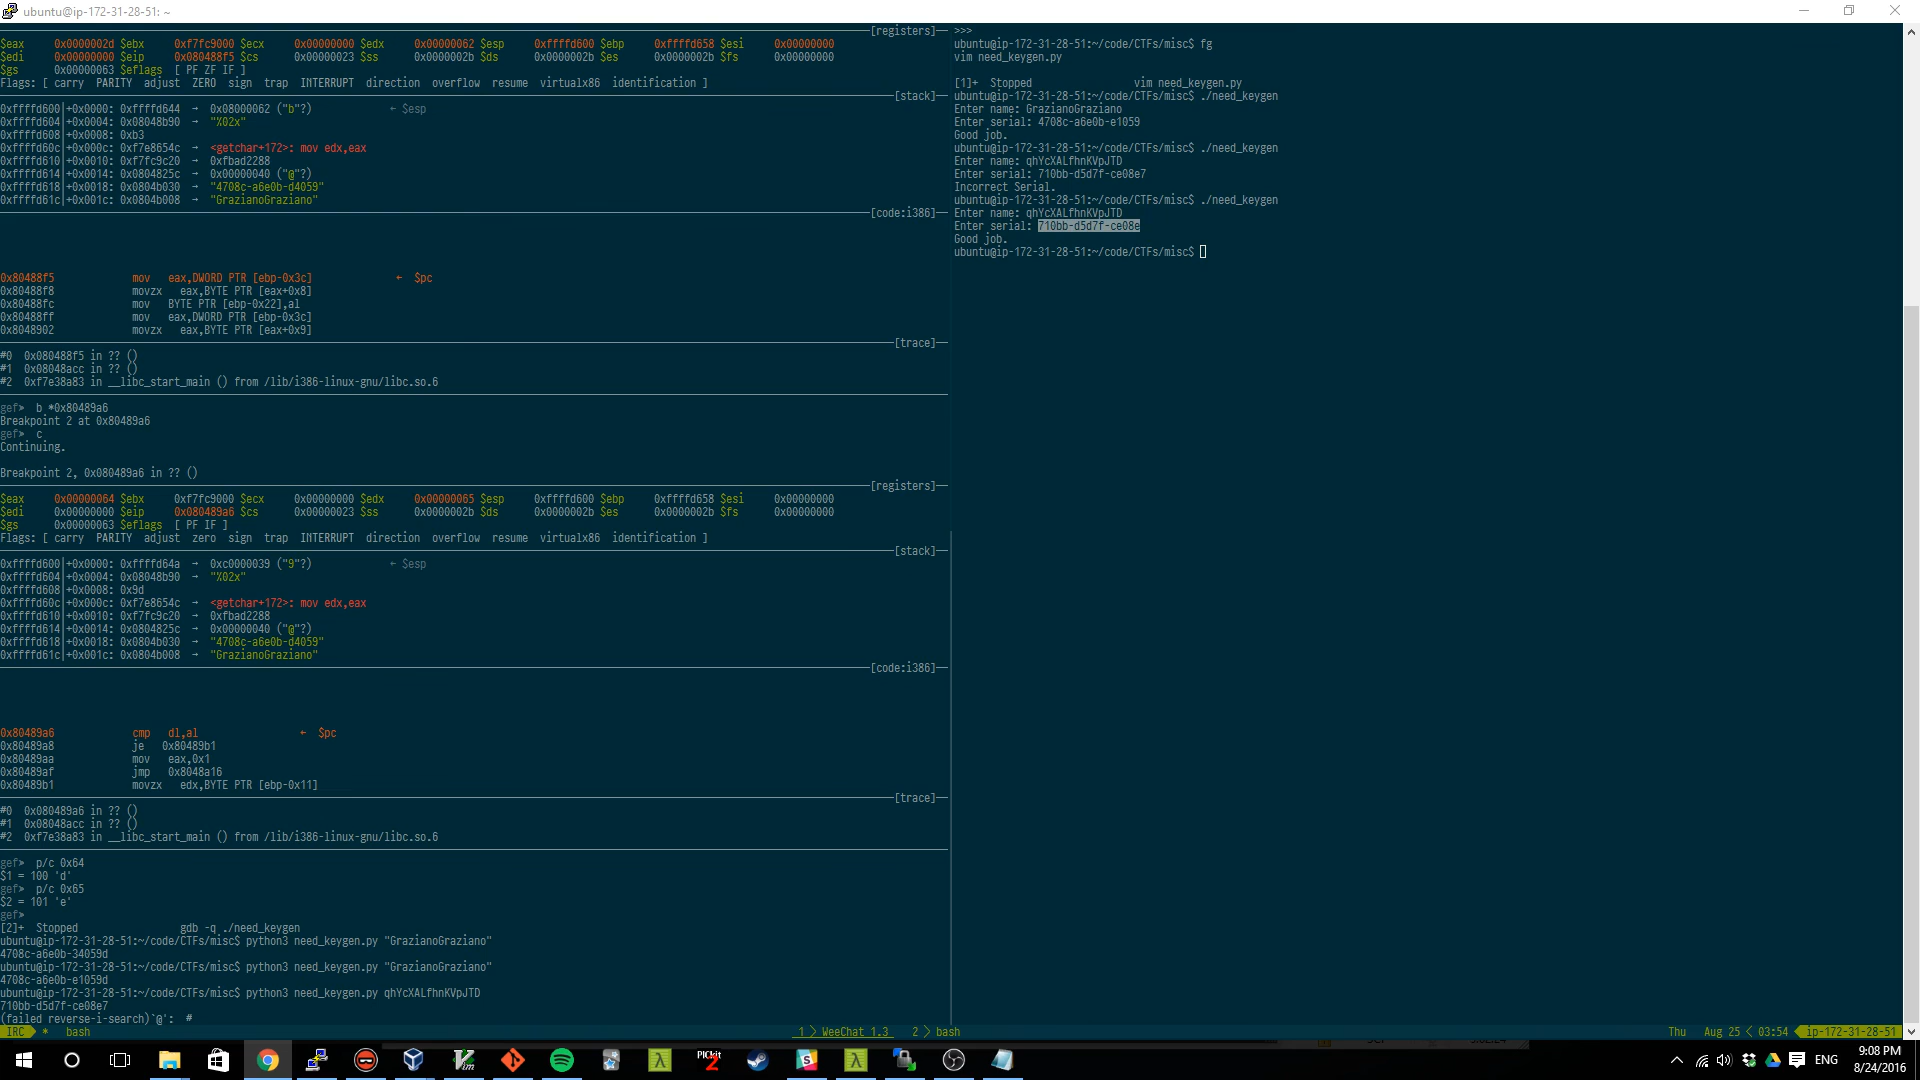 ubuntu@ip-172-31-28-51: ~
[registers]
$eax 0x0000002d $ebx 0xf7fc9000 $ecx 0x00000000 $edx 0x00000062 $esp 0xffffd600 $ebp 0xffffd658 $esi 0x00000000
$edi 0x00000000 $eip 0x080488f5 $cs 0x00000023 $ss 0x0000002b $ds 0x0000002b $es 0x0000002b $fs 0x00000000
$gs 0x00000063 $eflags [ PF ZF IF ]
Flags: [ carry PARITY adjust ZERO sign trap INTERRUPT direction overflow resume virtualx86 identification ]
[stack]
0xffffd600|+0x0000: 0xffffd644 → 0x08000062 ("b"?) ← $esp
0xffffd604|+0x0004: 0x08048b90 → "%02x"
0xffffd608|+0x0008: 0xb3
0xffffd60c|+0x000c: 0xf7e8654c → <getchar+172>: mov edx,eax
0xffffd610|+0x0010: 0xf7fc9c20 → 0xfbad2288
0xffffd614|+0x0014: 0x0804825c → 0x00000040 ("@"?)
0xffffd618|+0x0018: 0x0804b030 → "4708c-a6e0b-d4059"
0xffffd61c|+0x001c: 0x0804b008 → "GrazianoGraziano"
[code:i386]
0x80488f5 mov eax,DWORD PTR [ebp-0x3c] ← $pc
0x80488f8 movzx eax,BYTE PTR [eax+0x8]
0x80488fc mov BYTE PTR [ebp-0x22],al
0x80488ff mov eax,DWORD PTR [ebp-0x3c]
0x8048902 movzx eax,BYTE PTR [eax+0x9]
[trace]
#0 0x080488f5 in ?? ()
#1 0x08048acc in ?? ()
#2 0xf7e38a83 in __libc_start_main () from /lib/i386-linux-gnu/libc.so.6
gef> b *0x80489a6
Breakpoint 2 at 0x80489a6
gef> c
Continuing.
Breakpoint 2, 0x080489a6 in ?? ()
[registers]
$eax 0x00000064 $ebx 0xf7fc9000 $ecx 0x00000000 $edx 0x00000065 $esp 0xffffd600 $ebp 0xffffd658 $esi 0x00000000
$edi 0x00000000 $eip 0x080489a6 $cs 0x00000023 $ss 0x0000002b $ds 0x0000002b $es 0x0000002b $fs 0x00000000
$gs 0x00000063 $eflags [ PF IF ]
Flags: [ carry PARITY adjust zero sign trap INTERRUPT direction overflow resume virtualx86 identification ]
[stack]
0xffffd600|+0x0000: 0xffffd64a → 0xc0000039 ("9"?) ← $esp
0xffffd604|+0x0004: 0x08048b90 → "%02x"
0xffffd608|+0x0008: 0x9d
0xffffd60c|+0x000c: 0xf7e8654c → <getchar+172>: mov edx,eax
0xffffd610|+0x0010: 0xf7fc9c20 → 0xfbad2288
0xffffd614|+0x0014: 0x0804825c → 0x00000040 ("@"?)
0xffffd618|+0x0018: 0x0804b030 → "4708c-a6e0b-d4059"
0xffffd61c|+0x001c: 0x0804b008 → "GrazianoGraziano"
[code:i386]
0x80489a6 cmp dl,al ← $pc
0x80489a8 je 0x80489b1
0x80489aa mov eax,0x1
0x80489af jmp 0x8048a16
0x80489b1 movzx edx,BYTE PTR [ebp-0x11]
[trace]
#0 0x080489a6 in ?? ()
#1 0x08048acc in ?? ()
#2 0xf7e38a83 in __libc_start_main () from /lib/i386-linux-gnu/libc.so.6
gef> p/c 0x64
$1 = 100 'd'
gef> p/c 0x65
$2 = 101 'e'
gef>
[2]+ Stopped gdb -q ./need_keygen
ubuntu@ip-172-31-28-51:~/code/CTFs/misc$ python3 need_keygen.py "GrazianoGraziano"
4708c-a6e0b-34059d
ubuntu@ip-172-31-28-51:~/code/CTFs/misc$ python3 need_keygen.py "GrazianoGraziano"
4708c-a6e0b-e1059d
ubuntu@ip-172-31-28-51:~/code/CTFs/misc$ python3 need_keygen.py qhYcXALfhnKVpJTD
710bb-d5d7f-ce08e7
(failed reverse-i-search)`@': #
>>>
ubuntu@ip-172-31-28-51:~/code/CTFs/misc$ fg
vim need_keygen.py
[1]+ Stopped vim need_keygen.py
ubuntu@ip-172-31-28-51:~/code/CTFs/misc$ ./need_keygen
Enter name: GrazianoGraziano
Enter serial: 4708c-a6e0b-e1059
Good job.
ubuntu@ip-172-31-28-51:~/code/CTFs/misc$ ./need_keygen
Enter name: qhYcXALfhnKVpJTD
Enter serial: 710bb-d5d7f-ce08e7
Incorrect Serial.
ubuntu@ip-172-31-28-51:~/code/CTFs/misc$ ./need_keygen
Enter name: qhYcXALfhnKVpJTD
Enter serial: 710bb-d5d7f-ce08e
Good job.
ubuntu@ip-172-31-28-51:~/code/CTFs/misc$
IRC * bash 1 > WeeChat 1.3 2 > bash Thu Aug 25 < 03:54 ip-172-31-28-51
PICkit 2
ENG
9:08 PM
8/24/2016